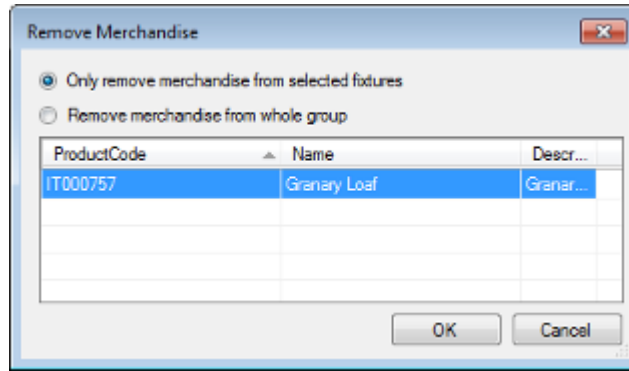 Remove Merchandise
Only remove merchandise from selected fixtures
Remove merchandise from whole group
ProductCode Name Descr...
IT000757 Granary Loaf Granar...
OK Cancel